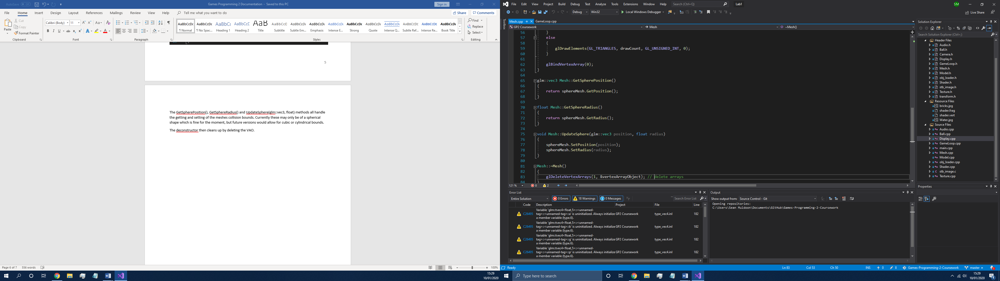 AutoSave Off
Games Programming 2 Documentation - Saved to this PC
Sign in
File Home Insert Design Layout References Mailings Review View Help Tell me what you want to do
Share Comments
Paste
Cut
Copy
Format Painter
Clipboard
Calibri (Body) 11
Font
Paragraph
AaBbCcDc AaBbCcDc AaBbCc AaBbCcD AaB AaBbCcD AaBbCcDc AaBbCcDc AaBbCcDc AaBbCcDc AaBbCcDc AaBbCcDc AaBbCcDc AaBbCcDc AaBbCcDc
¶ Normal ¶ No Spac... Heading 1 Heading 2 Title Subtitle Subtle Em... Emphasis Intense E... Strong Quote Intense Q... Subtle Ref... Intense Re... Book Title
Styles
Find
Replace
Select
Editing
5
The GetSpherePosition(), GetSphereRadius() and UpdateSphere(glm::vec3, float) methods all handle
the getting and setting of the meshes collision bounds. Currently these may only be of a spherical
shape which is fine for the moment, but future versions would allow for cubic or cylindrical bounds.
The deconstructor then cleans up by deleting the VAO.
Page 6 of 7 556 words
100%
15:29
10/01/2020
File Edit View Project Build Debug Test Analyze Tools Extensions Window Help Search (Ctrl+Q) Lab1
SM
Debug Win32 Local Windows Debugger
Live Share
Toolbox
Mesh.cpp GameLoop.cpp
GP2 Coursework Mesh ~Mesh()
56 }
57 else
58 {
59 glDrawElements(GL_TRIANGLES, drawCount, GL_UNSIGNED_INT, 0);
60 }
61
62 glBindVertexArray(0);
63 }
64
65 glm::vec3 Mesh::GetSpherePosition()
66 {
67 return sphereMesh.GetPosition();
68 }
69
70 float Mesh::GetSphereRadius()
71 {
72 return sphereMesh.GetRadius();
73 }
74
75 void Mesh::UpdateSphere(glm::vec3 position, float radius)
76 {
77 sphereMesh.SetPosition(position);
78 sphereMesh.SetRadius(radius);
79 }
80
81 Mesh::~Mesh()
82 {
83 glDeleteVertexArrays(1, &vertexArrayObject); // delete arrays
84 }
121 % 0 2
Error List
Entire Solution 0 Errors 18 Warnings 0 Messages Search Error List
Code Description Project File Line
Variable 'glm::tvec4<float,5>::<unnamed-
C26495 tag>::<unnamed-tag>::a' is uninitialized. Always initialize GP2 Coursework type_vec4.inl 182
a member variable (type.6).
Variable 'glm::tvec4<float,5>::<unnamed-
C26495 tag>::<unnamed-tag>::b' is uninitialized. Always initialize GP2 Coursework type_vec4.inl 182
a member variable (type.6).
Variable 'glm::tvec4<float,5>::<unnamed-
C26495 tag>::<unnamed-tag>::g' is uninitialized. Always initialize GP2 Coursework type_vec4.inl 182
a member variable (type.6).
Variable 'glm::tvec4<float,5>::<unnamed-
C26495 tag>::<unnamed-tag>::p' is uninitialized. Always initialize GP2 Coursework type_vec4.inl 182
a member variable (type.6).
Output
Show output from: Source Control - Git
Opening repositories:
C:\Users\Sean Muldoon\Documents\GitHub\Games-Programming-2-Coursework
Solution Explorer
Search Solution Explorer (Ctrl+;)
Header Files
Audio.h
Ball.h
Camera.h
Display.h
GameLoop.h
Mesh.h
Model.h
obj_loader.h
Shader.h
stb_image.h
Texture.h
transform.h
Resource Files
bricks.jpg
shader.frag
shader.vert
Water.jpg
Source Files
Audio.cpp
Ball.cpp
Display.cpp
GameLoop.cpp
main.cpp
Mesh.cpp
Model.cpp
obj_loader.cpp
Shader.cpp
stb_image.c
Texture.cpp
Properties
Ready Ln 83 Col 53 Ch 50 INS 0 8 Games-Programming-2-Coursework master 1
Type here to search
15:29
10/01/2020
4